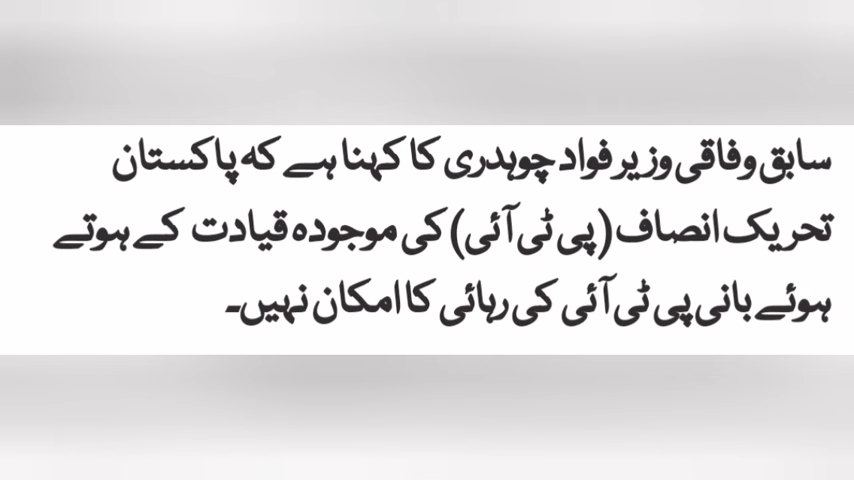 سابق وفاقی وزیر فواد چوہدری کا کہنا ہے کہ پاکستان
تحریک انصاف (پی ٹی آئی) کی موجودہ قیادت کے ہوتے
ہوئے بانی پی ٹی آئی کی رہائی کا امکان نہیں۔